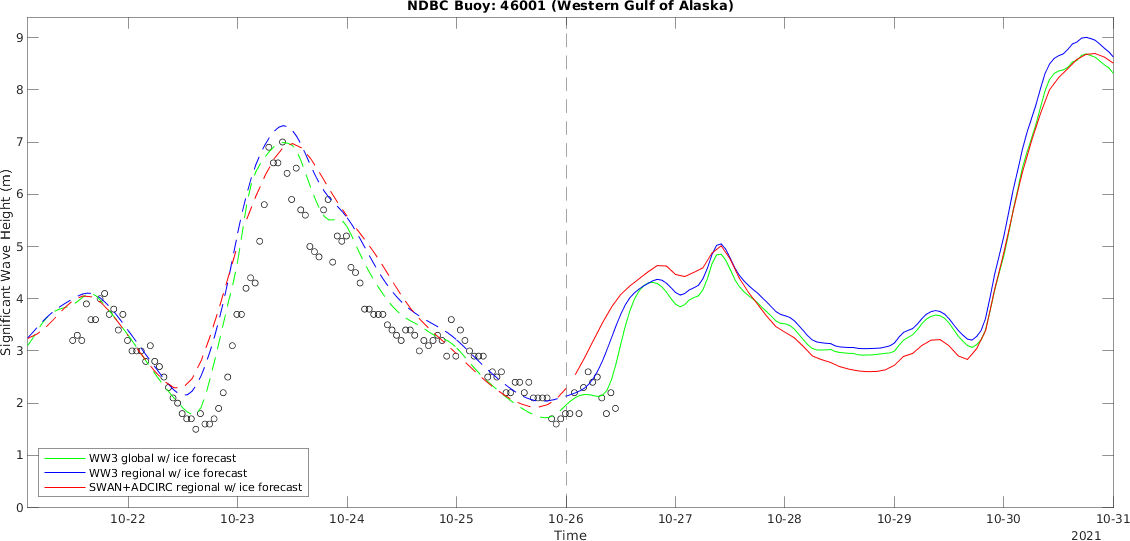 NDBC Buoy: 46001 (Western Gulf of Alaska)
9
8
7
6
5
4
3
2
1
0
Significant Wave Height (m)
WW3 global w/ ice forecast
WW3 regional w/ ice forecast
SWAN+ADCIRC regional w/ ice forecast
10-22 10-23 10-24 10-25 10-26 10-27 10-28 10-29 10-30 10-31
Time
2021